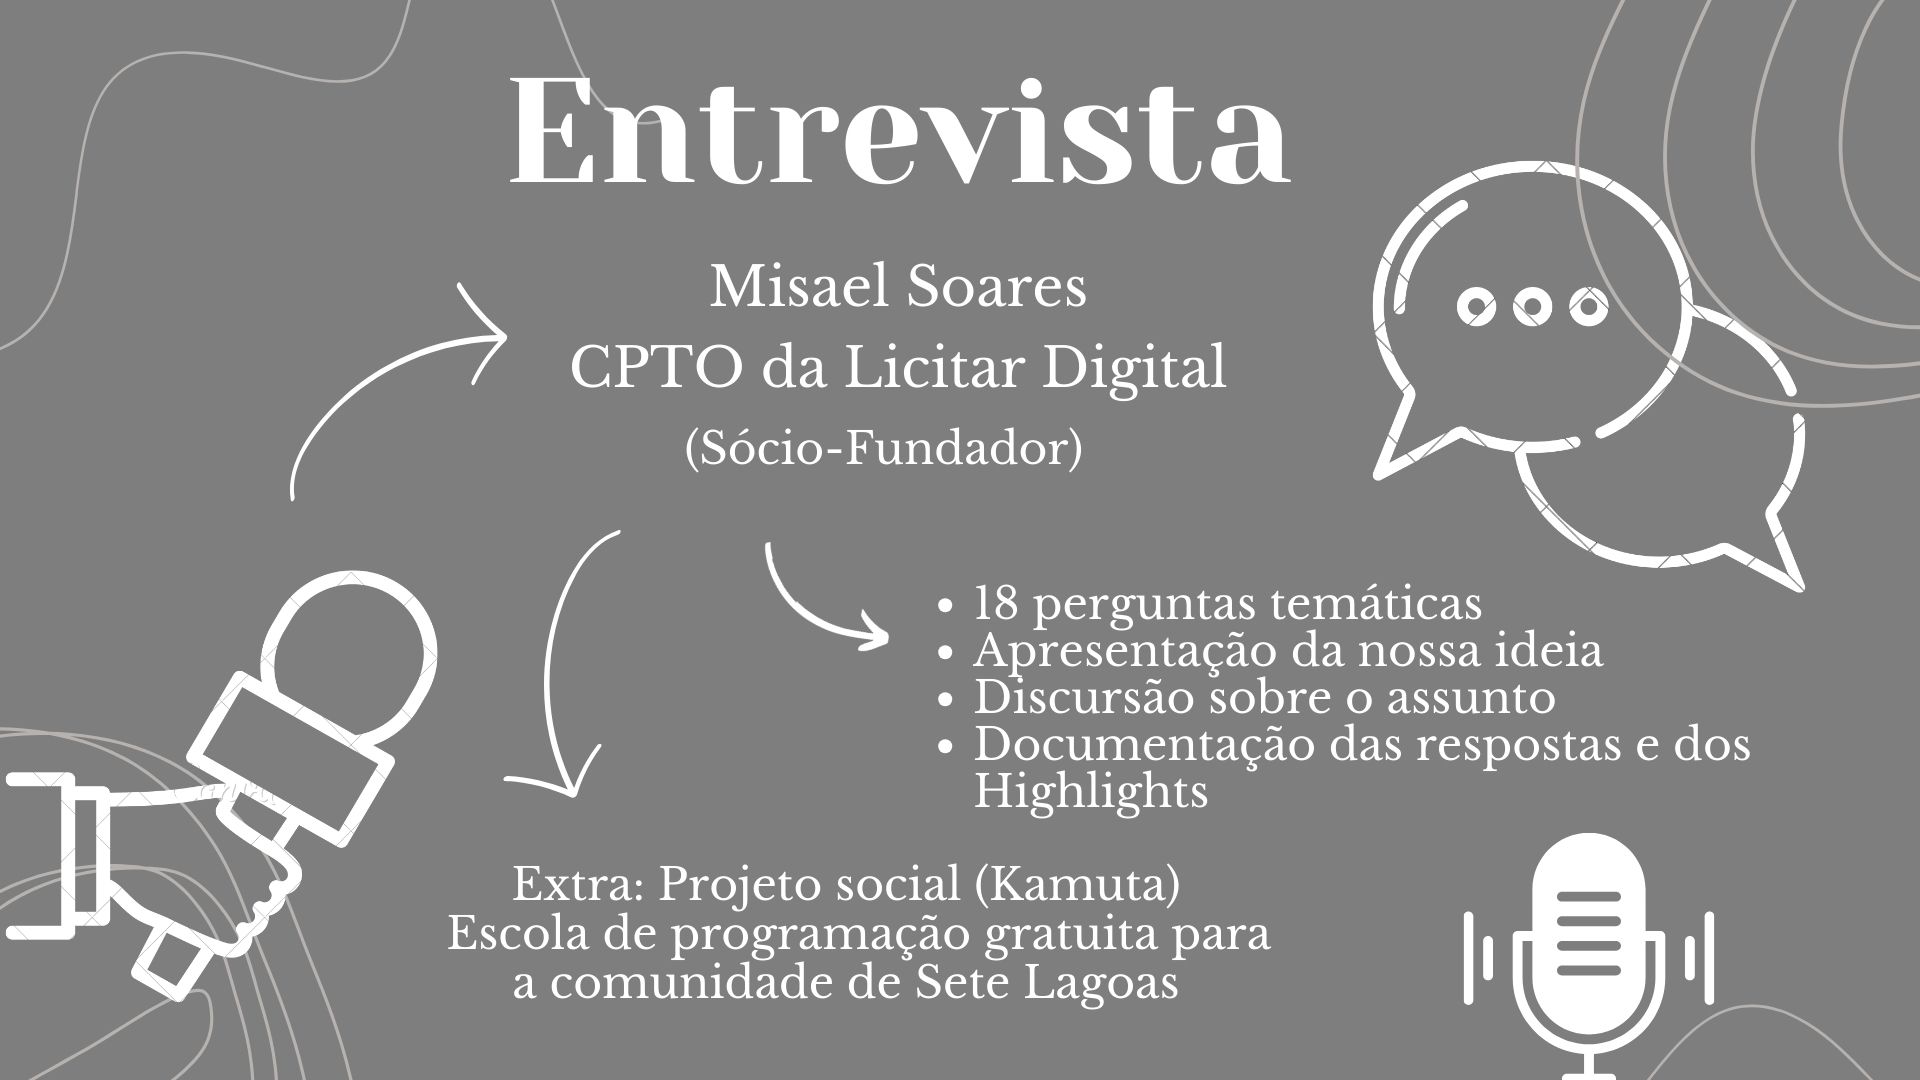 Entrevista
Misael Soares
CPTO da Licitar Digital
(Sócio-Fundador)
• 18 perguntas temáticas
• Apresentação da nossa ideia
• Discursão sobre o assunto
• Documentação das respostas e dos
Highlights
Extra: Projeto social (Kamuta)
Escola de programação gratuita para
a comunidade de Sete Lagoas